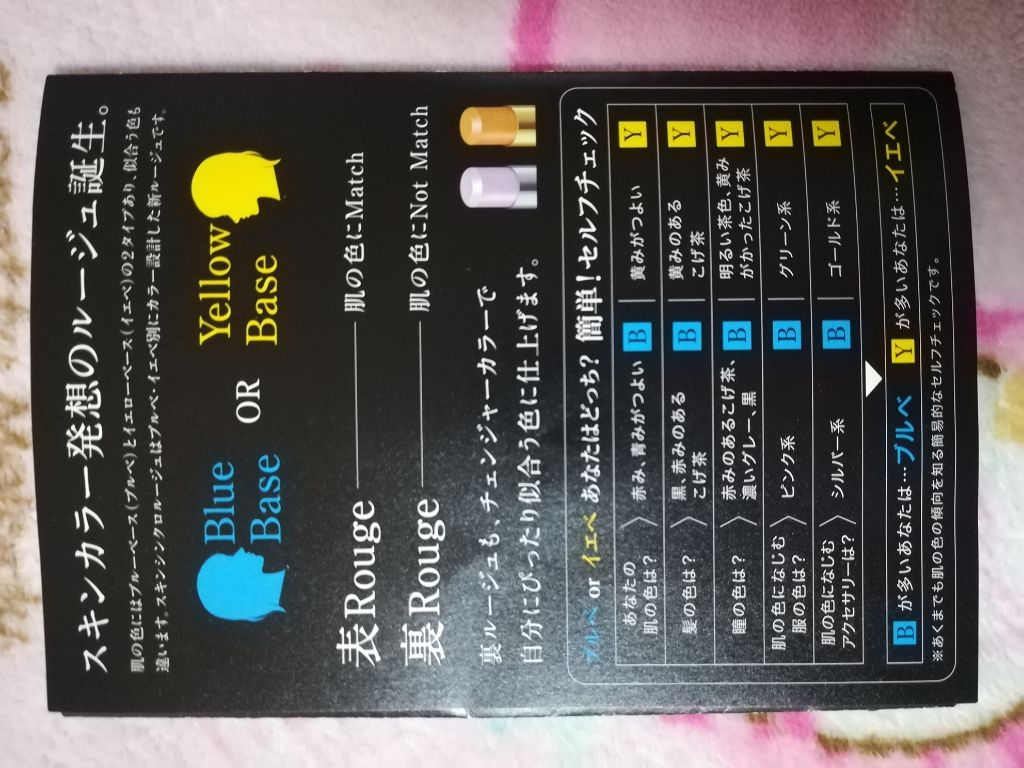 スキンカラー発想のルージュ誕生。
肌の色にはブルーベース(ブルベ)とイエローベース(イエベ)の2タイプあり、似合う色も
違います。スキンシンクロルージュはブルベ・イエベ別にカラー設計した新ルージュです。
Blue
Base
OR
Yellow
Base
表Rouge 肌の色にMatch
裏Rouge 肌の色にNot Match
裏ルージュも、チェンジャーカラーで
自分にぴったり似合う色に仕上げます。
ブルベ or イエベ あなたはどっち? 簡単!セルフチェック
あなたの
肌の色は?
赤み、青みがつよい B
黄みがつよい Y
髪の色は?
黒、赤みのある
こげ茶 B
黄みのある
こげ茶 Y
瞳の色は?
赤みのあるこげ茶、
濃いグレー、黒 B
明るい茶色、黄み
がかったこげ茶 Y
肌の色になじむ
服の色は?
ピンク系 B
グリーン系 Y
肌の色になじむ
アクセサリーは?
シルバー系 B
ゴールド系 Y
B が多いあなたは…ブルベ Y が多いあなたは…イエベ
※あくまでも肌の色の傾向を知る簡易的なセルフチェックです。